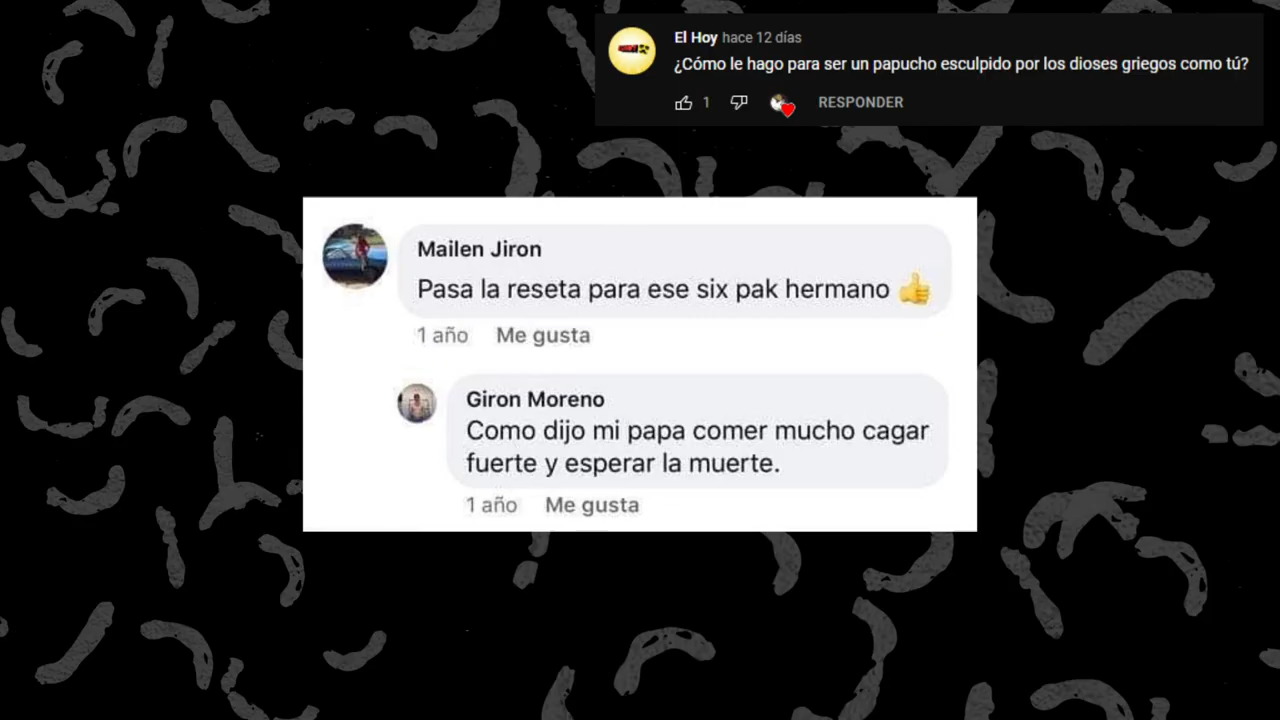 El Hoy hace 12 días
¿Cómo le hago para ser un papucho esculpido por los dioses griegos como tú?
1
RESPONDER
Mailen Jiron
Pasa la reseta para ese six pak hermano 👍
1 año Me gusta
Giron Moreno
Como dijo mi papa comer mucho cagar
fuerte y esperar la muerte.
1 año Me gusta